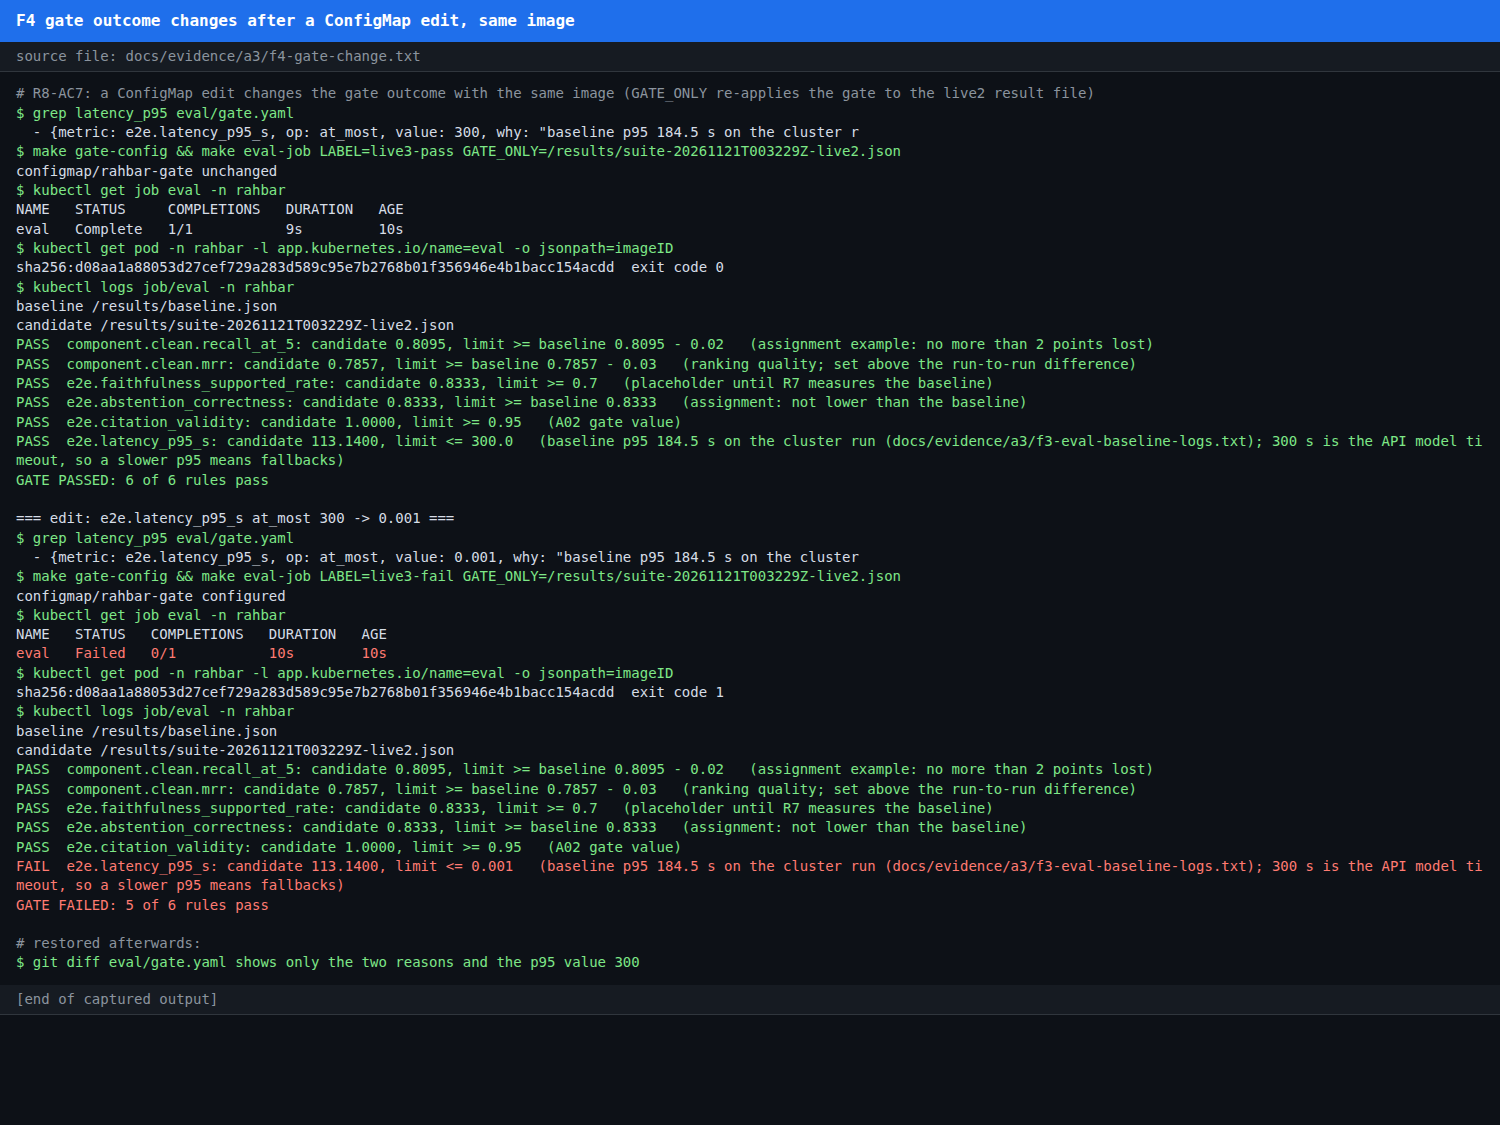 F4 gate outcome changes after a ConfigMap edit, same image
source file: docs/evidence/a3/f4-gate-change.txt
# R8-AC7: a ConfigMap edit changes the gate outcome with the same image (GATE_ONLY re-applies the gate to the live2 result file)
$ grep latency_p95 eval/gate.yaml
  - {metric: e2e.latency_p95_s, op: at_most, value: 300, why: "baseline p95 184.5 s on the cluster r
$ make gate-config && make eval-job LABEL=live3-pass GATE_ONLY=/results/suite-20261121T003229Z-live2.json
configmap/rahbar-gate unchanged
$ kubectl get job eval -n rahbar
NAME   STATUS     COMPLETIONS   DURATION   AGE
eval   Complete   1/1           9s         10s
$ kubectl get pod -n rahbar -l app.kubernetes.io/name=eval -o jsonpath=imageID
sha256:d08aa1a88053d27cef729a283d589c95e7b2768b01f356946e4b1bacc154acdd  exit code 0
$ kubectl logs job/eval -n rahbar
baseline /results/baseline.json
candidate /results/suite-20261121T003229Z-live2.json
PASS  component.clean.recall_at_5: candidate 0.8095, limit >= baseline 0.8095 - 0.02   (assignment example: no more than 2 points lost)
PASS  component.clean.mrr: candidate 0.7857, limit >= baseline 0.7857 - 0.03   (ranking quality; set above the run-to-run difference)
PASS  e2e.faithfulness_supported_rate: candidate 0.8333, limit >= 0.7   (placeholder until R7 measures the baseline)
PASS  e2e.abstention_correctness: candidate 0.8333, limit >= baseline 0.8333   (assignment: not lower than the baseline)
PASS  e2e.citation_validity: candidate 1.0000, limit >= 0.95   (A02 gate value)
PASS  e2e.latency_p95_s: candidate 113.1400, limit <= 300.0   (baseline p95 184.5 s on the cluster run (docs/evidence/a3/f3-eval-baseline-logs.txt); 300 s is the API model ti
meout, so a slower p95 means fallbacks)
GATE PASSED: 6 of 6 rules pass
=== edit: e2e.latency_p95_s at_most 300 -> 0.001 ===
$ grep latency_p95 eval/gate.yaml
  - {metric: e2e.latency_p95_s, op: at_most, value: 0.001, why: "baseline p95 184.5 s on the cluster
$ make gate-config && make eval-job LABEL=live3-fail GATE_ONLY=/results/suite-20261121T003229Z-live2.json
configmap/rahbar-gate configured
$ kubectl get job eval -n rahbar
NAME   STATUS   COMPLETIONS   DURATION   AGE
eval   Failed   0/1           10s        10s
$ kubectl get pod -n rahbar -l app.kubernetes.io/name=eval -o jsonpath=imageID
sha256:d08aa1a88053d27cef729a283d589c95e7b2768b01f356946e4b1bacc154acdd  exit code 1
$ kubectl logs job/eval -n rahbar
baseline /results/baseline.json
candidate /results/suite-20261121T003229Z-live2.json
PASS  component.clean.recall_at_5: candidate 0.8095, limit >= baseline 0.8095 - 0.02   (assignment example: no more than 2 points lost)
PASS  component.clean.mrr: candidate 0.7857, limit >= baseline 0.7857 - 0.03   (ranking quality; set above the run-to-run difference)
PASS  e2e.faithfulness_supported_rate: candidate 0.8333, limit >= 0.7   (placeholder until R7 measures the baseline)
PASS  e2e.abstention_correctness: candidate 0.8333, limit >= baseline 0.8333   (assignment: not lower than the baseline)
PASS  e2e.citation_validity: candidate 1.0000, limit >= 0.95   (A02 gate value)
FAIL  e2e.latency_p95_s: candidate 113.1400, limit <= 0.001   (baseline p95 184.5 s on the cluster run (docs/evidence/a3/f3-eval-baseline-logs.txt); 300 s is the API model ti
meout, so a slower p95 means fallbacks)
GATE FAILED: 5 of 6 rules pass
# restored afterwards:
$ git diff eval/gate.yaml shows only the two reasons and the p95 value 300
[end of captured output]